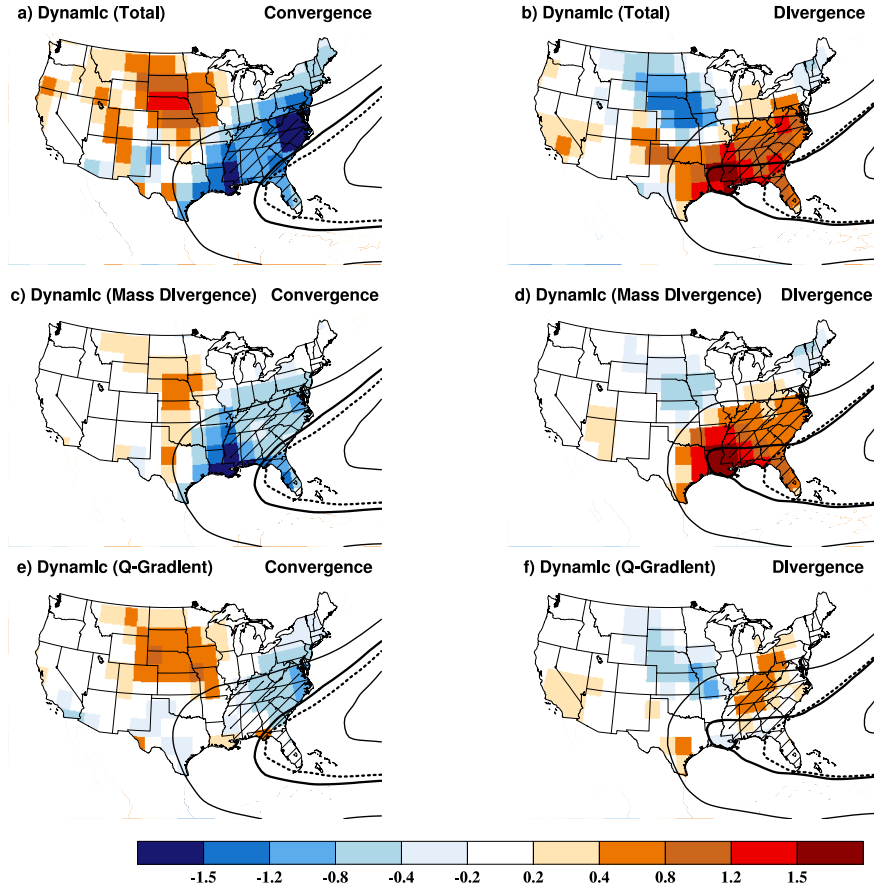 a) Dynamic (Total) Convergence
b) Dynamic (Total) Divergence
c) Dynamic (Mass Divergence) Convergence
d) Dynamic (Mass Divergence) Divergence
e) Dynamic (Q-Gradient) Convergence
f) Dynamic (Q-Gradient) Divergence
-1.5 -1.2 -0.8 -0.4 -0.2 0.2 0.4 0.8 1.2 1.5